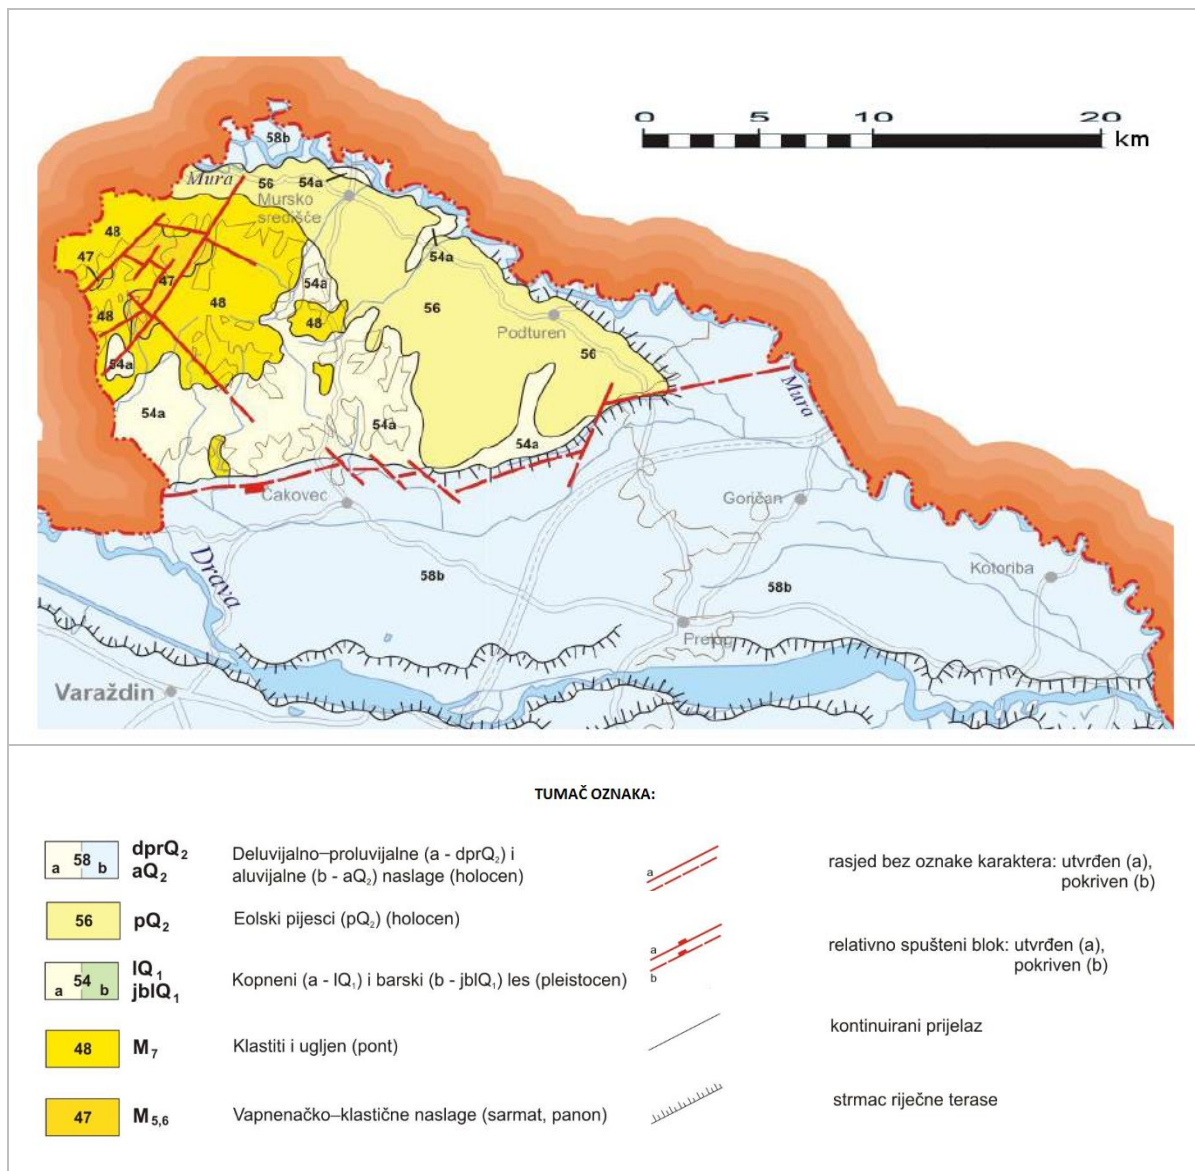 0 5 10 20 km
58b
Mura 56 54a
Mursko
središče
48
47 47
54a
54a
48 48
56
48
Podturen
54a
56
Mura
54a
54a
54a
Čakovec
Goričan
Drava
58b
58b
Kotoriba
Prelog
Varaždin
TUMAČ OZNAKA:
a 58 b
dprQ₂
aQ₂
Deluvijalno–proluvijalne (a - dprQ₂) i
aluvijalne (b - aQ₂) naslage (holocen)
56 pQ₂ Eolski pijesci (pQ₂) (holocen)
a 54 b
lQ₁
jblQ₁
Kopneni (a - lQ₁) i barski (b - jblQ₁) les (pleistocen)
48 M₇ Klastiti i ugljen (pont)
47 M₅,₆ Vapnenačko–klastične naslage (sarmat, panon)
a
rasjed bez oznake karaktera: utvrđen (a),
pokriven (b)
a
b
relativno spušteni blok: utvrđen (a),
pokriven (b)
kontinuirani prijelaz
strmac riječne terase